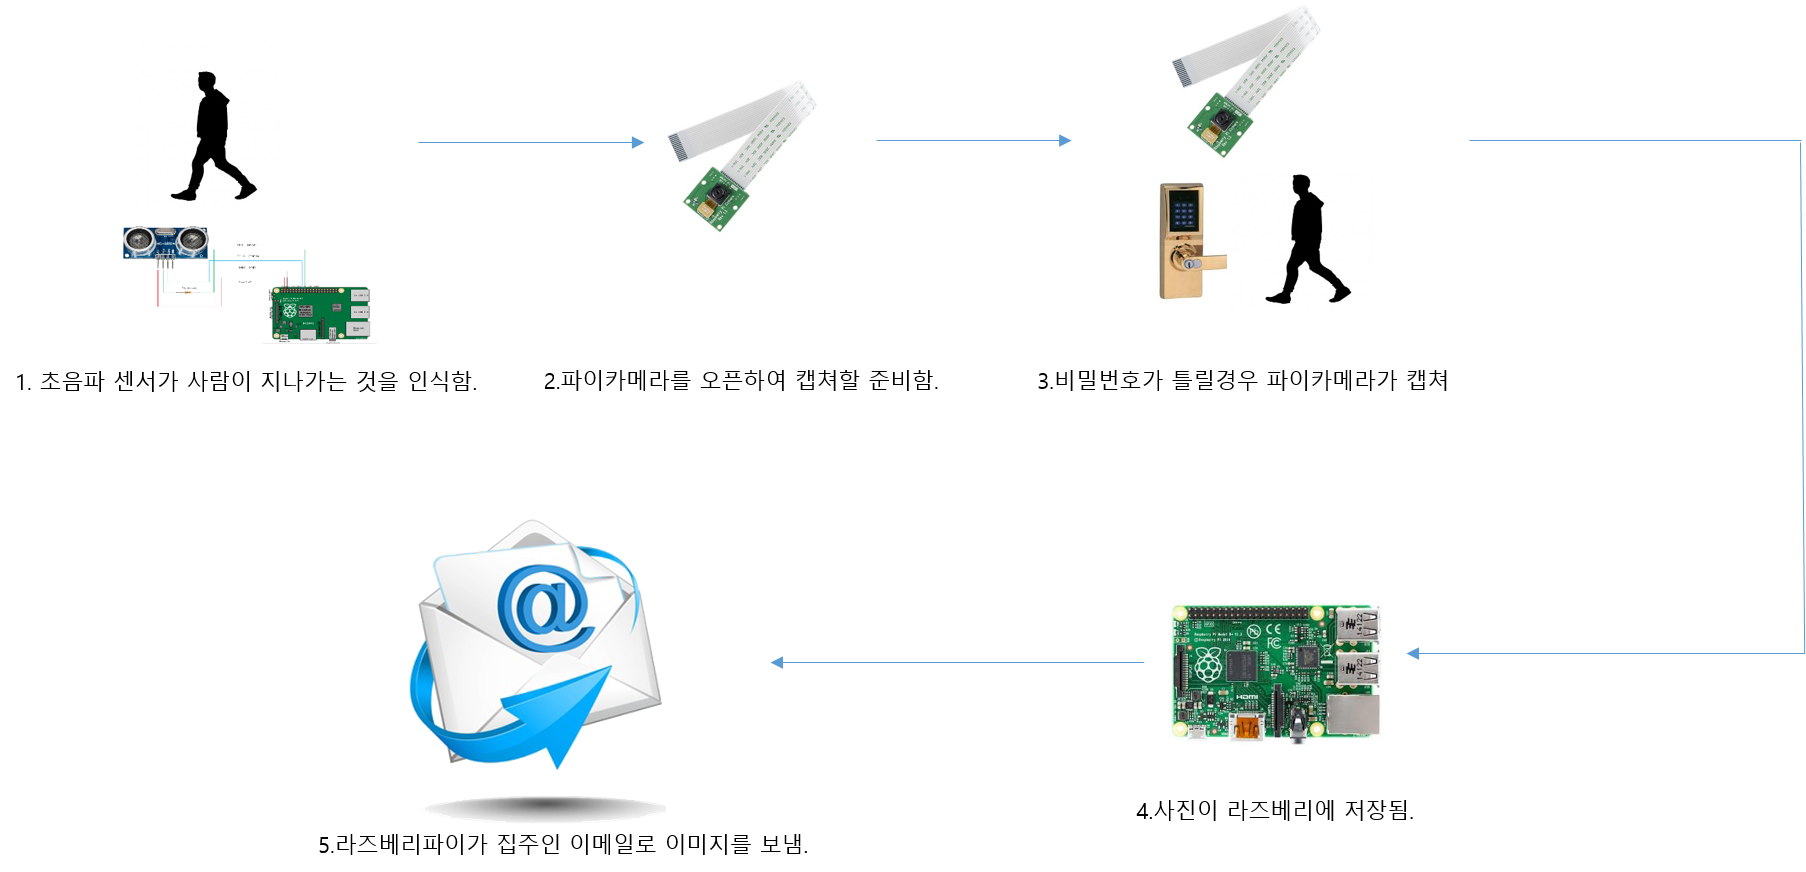 1. 초음파 센서가 사람이 지나가는 것을 인식함.
2.파이카메라를 오픈하여 캡쳐할 준비함.
3.비밀번호가 틀릴경우 파이카메라가 캡쳐
HDMI
4.사진이 라즈베리에 저장됨.
5.라즈베리파이가 집주인 이메일로 이미지를 보냄.